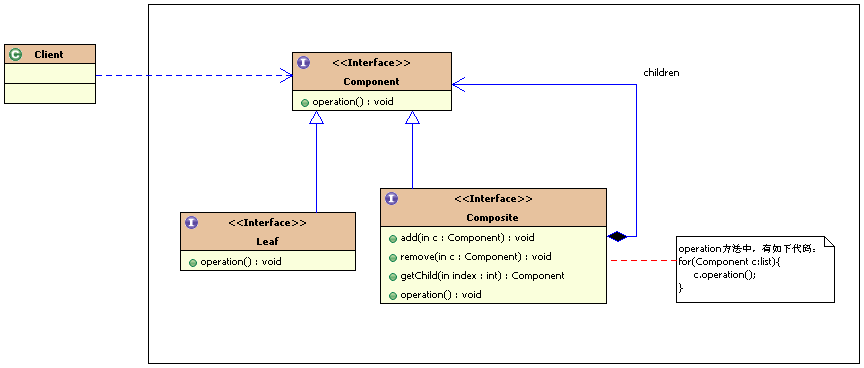 Client
<<Interface>>
Component
operation() : void
children
<<Interface>>
Leaf
operation() : void
<<Interface>>
Composite
add(in c : Component) : void
remove(in c : Component) : void
getChild(in index : int) : Component
operation() : void
operation方法中，有如下代码：
for(Component c:list){
c.operation();
}